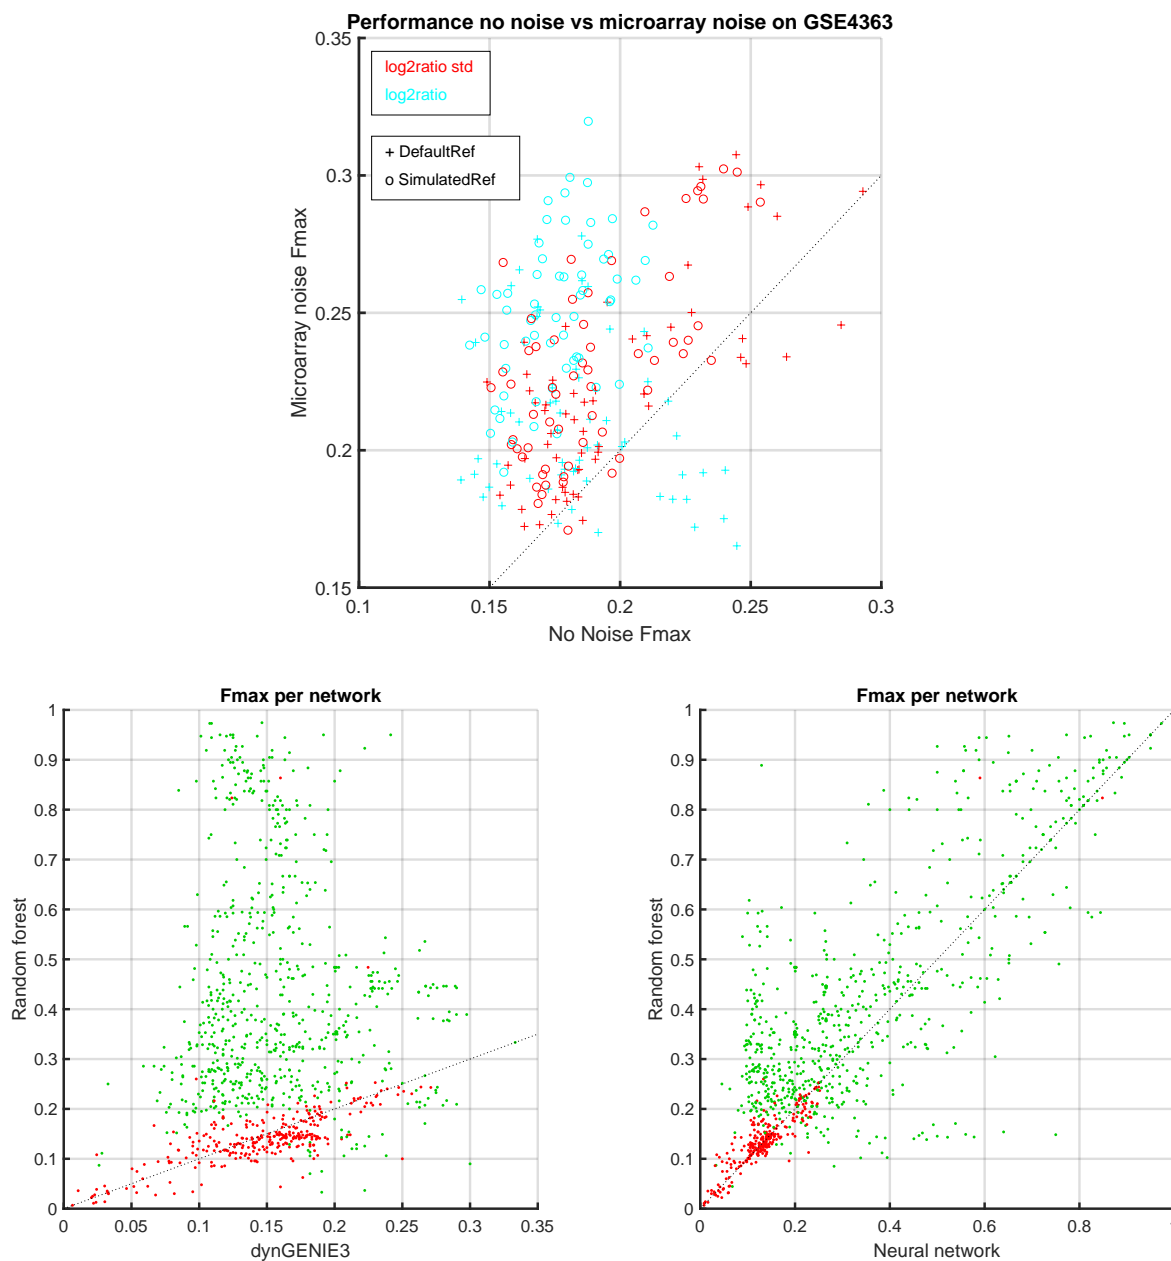 Performance no noise vs microarray noise on GSE4363
0.35
log2ratio std
log2ratio
+ DefaultRef
o SimulatedRef
0.3
0.25
0.2
0.15
Microarray noise Fmax
0.1 0.15 0.2 0.25 0.3
No Noise Fmax
Fmax per network
1
0.9
0.8
0.7
0.6
0.5
0.4
0.3
0.2
0.1
0
Random forest
0 0.05 0.1 0.15 0.2 0.25 0.3 0.35
dynGENIE3
Fmax per network
1
0.9
0.8
0.7
0.6
0.5
0.4
0.3
0.2
0.1
0
Random forest
0 0.2 0.4 0.6 0.8
Neural network